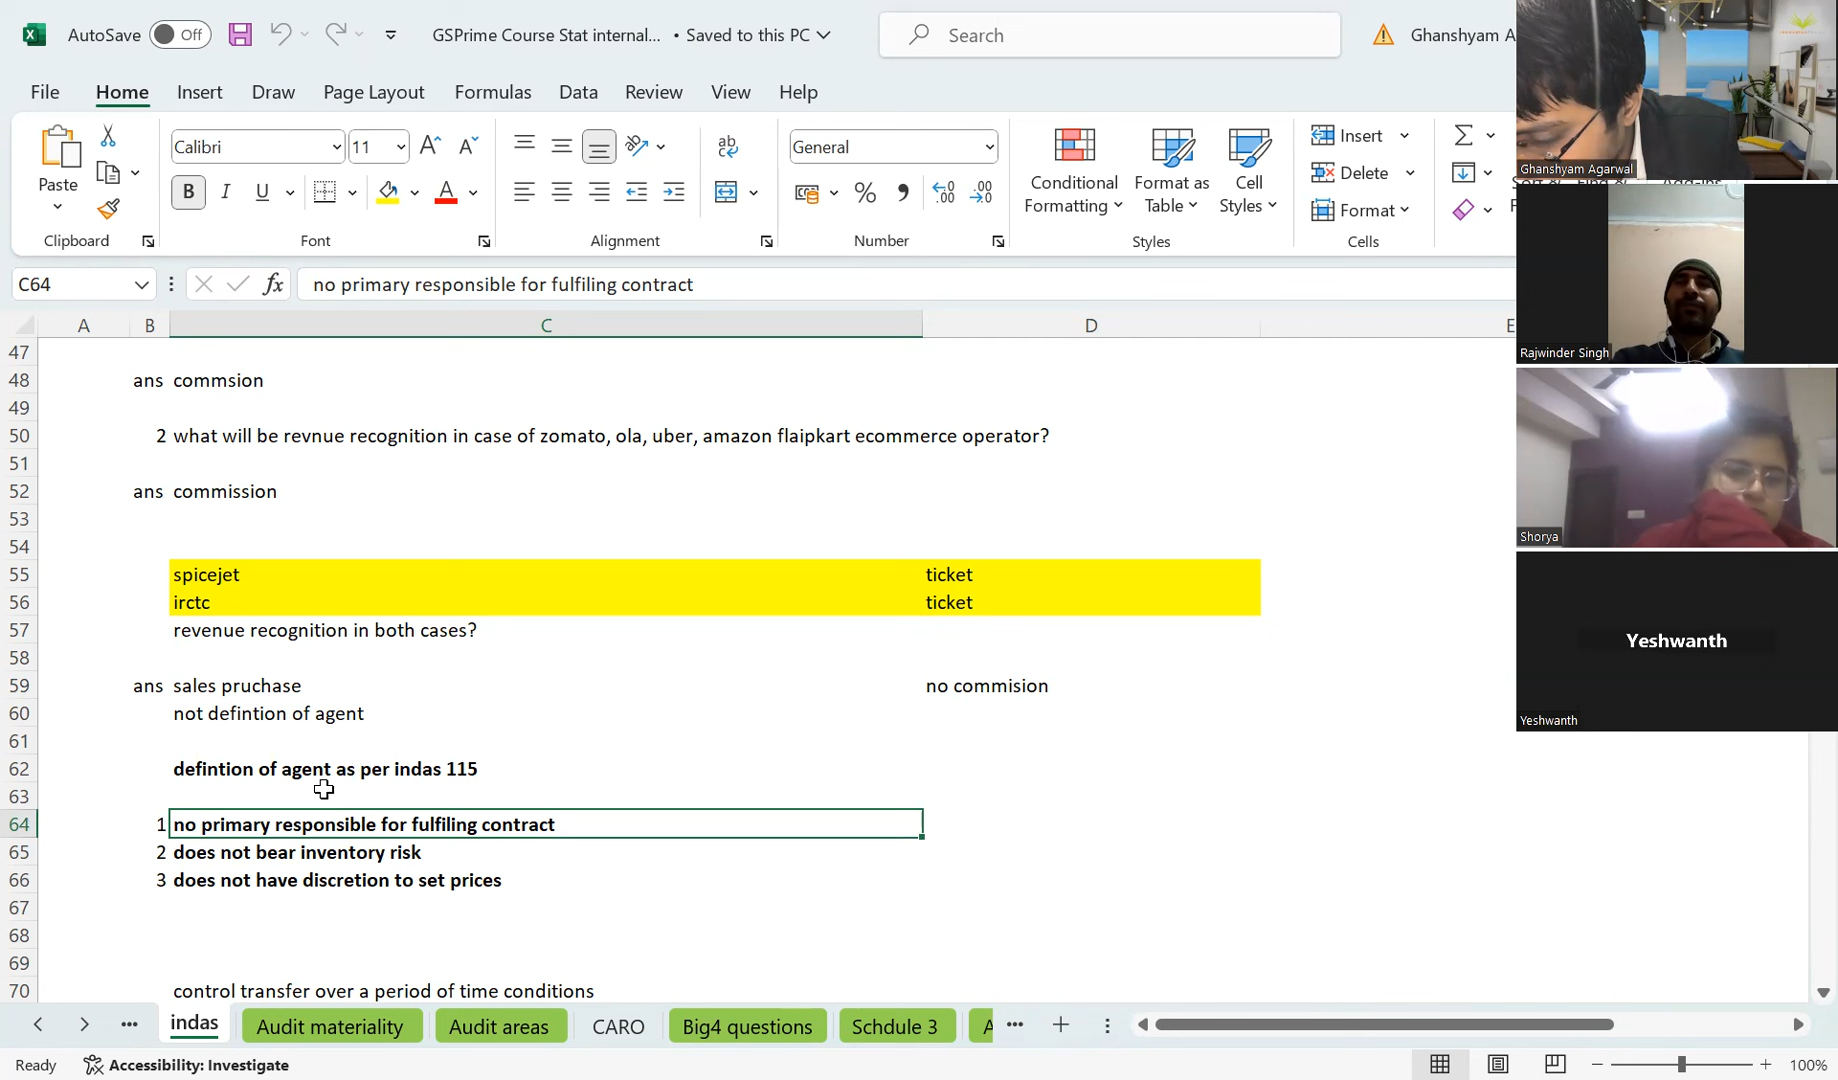 AutoSave Off GSPrime Course Stat internal... • Saved to this PC Search Ghanshyam A
File Home Insert Draw Page Layout Formulas Data Review View Help
Paste
Calibri 11
B I U A
ab
General
% 9 .00
Conditional Formatting
Format as Table
Cell Styles
Insert
Delete
Format
Clipboard Font Alignment Number Styles Cells
C64 fx no primary responsible for fulfiling contract
A B C D E
47
48 ans commsion
49
50 2 what will be revnue recognition in case of zomato, ola, uber, amazon flaipkart ecommerce operator?
51
52 ans commission
53
54
55 spicejet ticket
56 irctc ticket
57 revenue recognition in both cases?
58
59 ans sales pruchase no commision
60 not defintion of agent
61
62 defintion of agent as per indas 115
63
64 1 no primary responsible for fulfiling contract
65 2 does not bear inventory risk
66 3 does not have discretion to set prices
67
68
69
70 control transfer over a period of time conditions
indas Audit materiality Audit areas CARO Big4 questions Schdule 3 A
Ready Accessibility: Investigate 100%
Ghanshyam Agarwal
Rajwinder Singh
Shorya
Yeshwanth
Yeshwanth